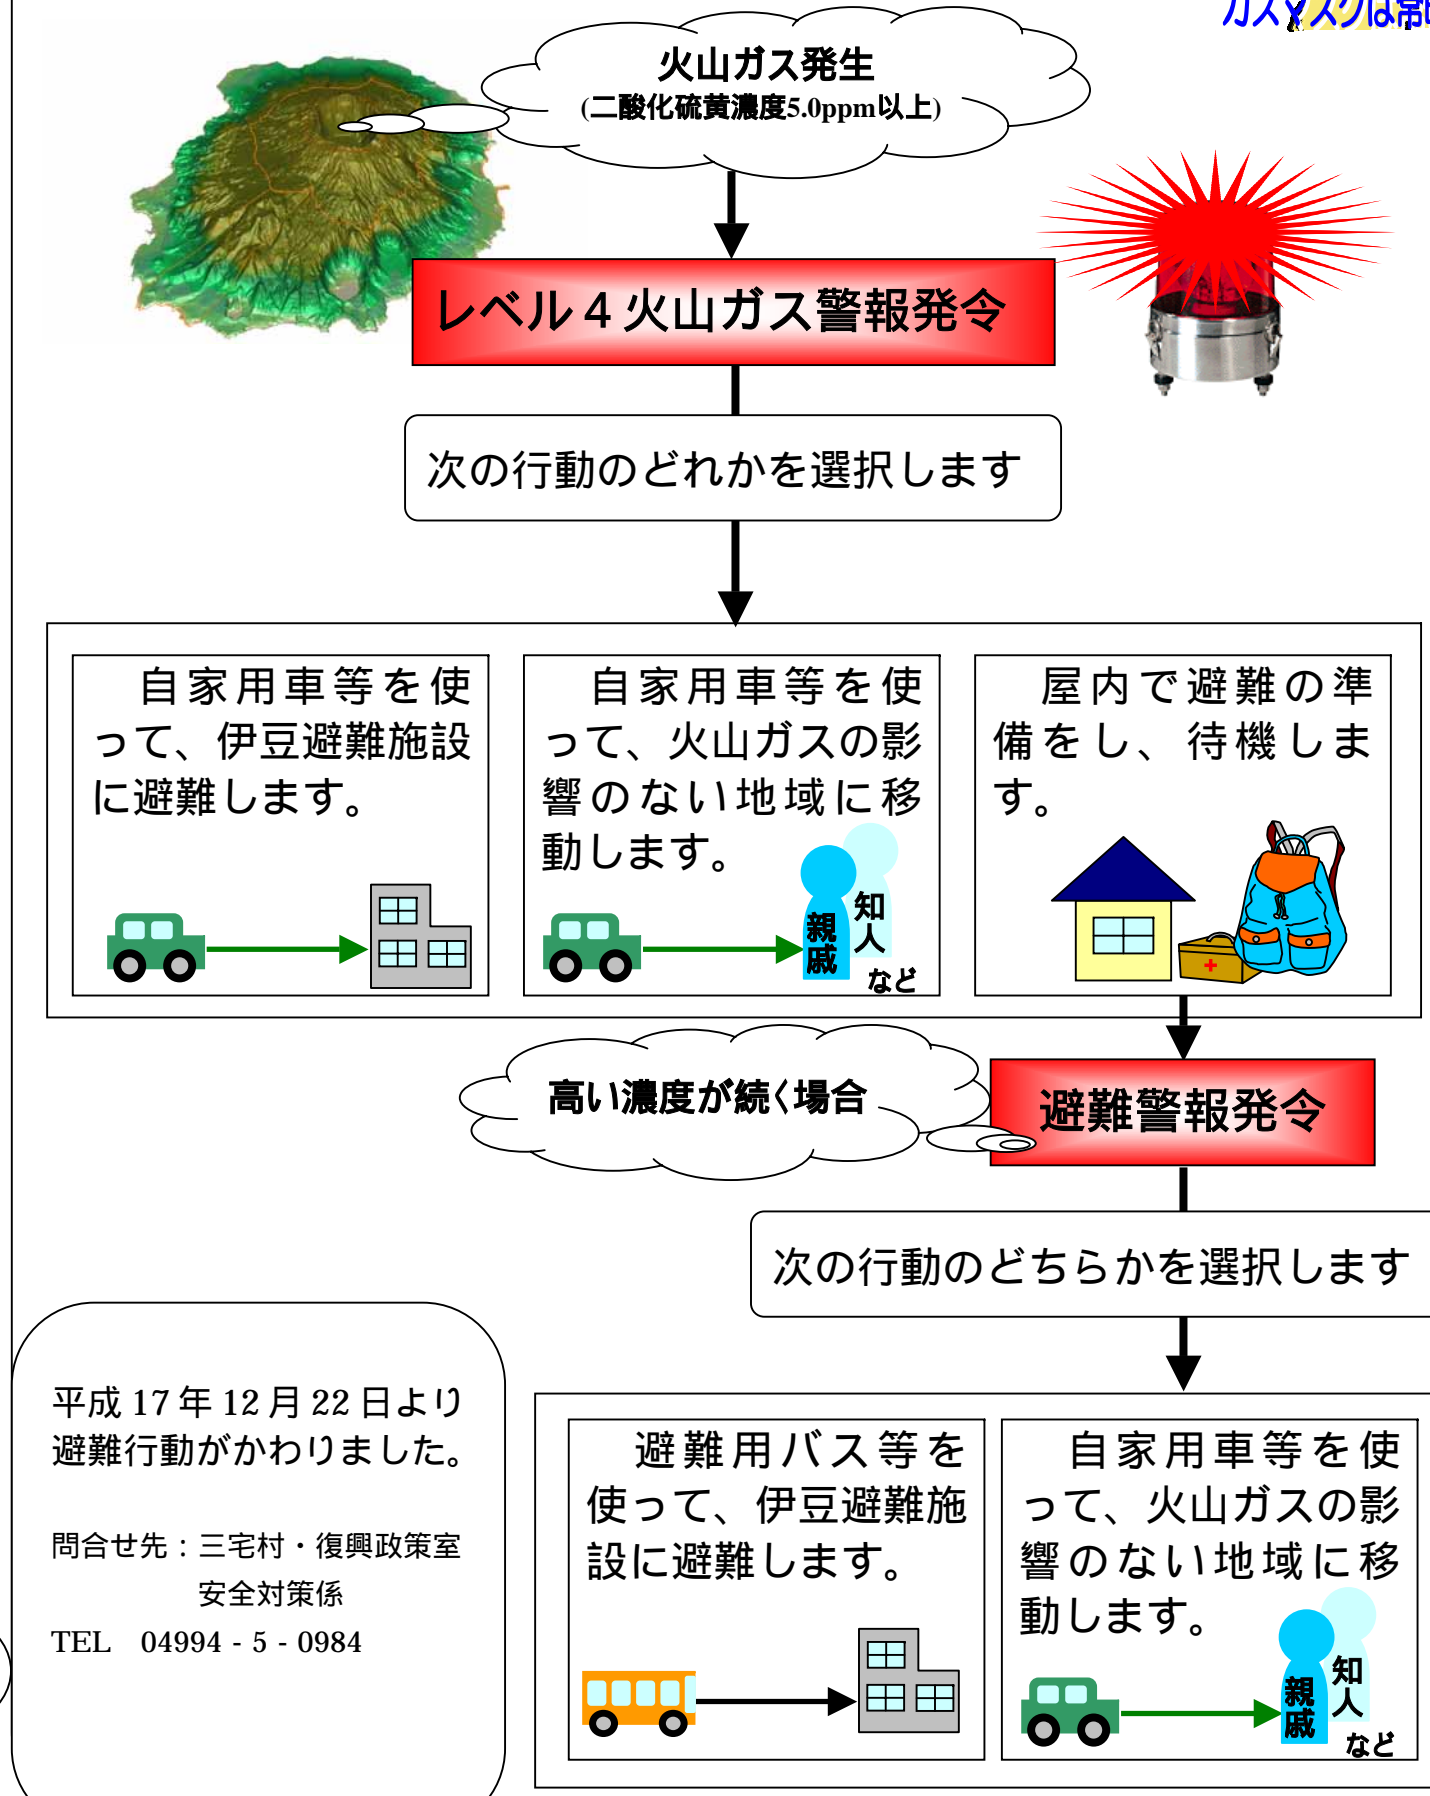 ガスマスクは常時
火山ガス発生
(二酸化硫黄濃度5.0ppm以上)
レベル４火山ガス警報発令
次の行動のどれかを選択します
自家用車等を使
って、伊豆避難施設
に避難します。
自家用車等を使
って、火山ガスの影
響のない地域に移
動します。
親戚
知人
など
屋内で避難の準
備をし、待機しま
す。
高い濃度が続く場合
避難警報発令
次の行動のどちらかを選択します
平成 17 年 12 月 22 日より
避難行動がかわりました。
問合せ先：三宅村・復興政策室
安全対策係
TEL　04994 - 5 - 0984
避難用バス等を
使って、伊豆避難施
設に避難します。
自家用車等を使
って、火山ガスの影
響のない地域に移
動します。
親戚
知人
など